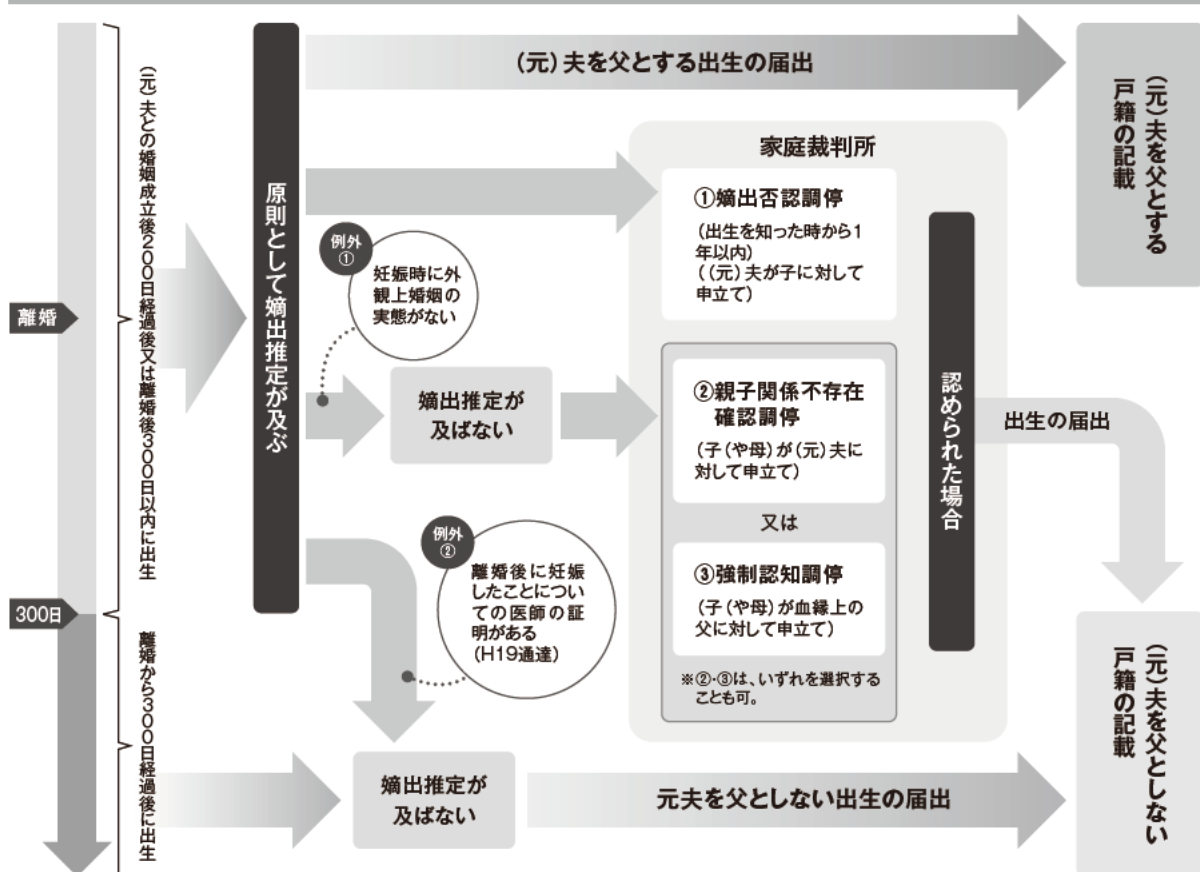 離婚
300日
(元)夫との婚姻成立後200日経過後又は離婚後300日以内に出生
離婚から300日経過後に出生
原則として嫡出推定が及ぶ
(元)夫を父とする出生の届出
(元)夫を父とする
戸籍の記載
家庭裁判所
①嫡出否認調停
(出生を知った時から1
年以内)
((元)夫が子に対して
申立て)
例外
①
妊娠時に外
観上婚姻の
実態がない
嫡出推定が
及ばない
②親子関係不存在
確認調停
(子(や母)が(元)夫に
対して申立て)
又は
③強制認知調停
(子(や母)が血縁上の
父に対して申立て)
※②・③は、いずれを選択する
ことも可。
認められた場合
出生の届出
例外
②
離婚後に妊娠
したことについ
ての医師の証
明がある
(H19通達)
嫡出推定が
及ばない
元夫を父としない出生の届出
(元)夫を父としない
戸籍の記載